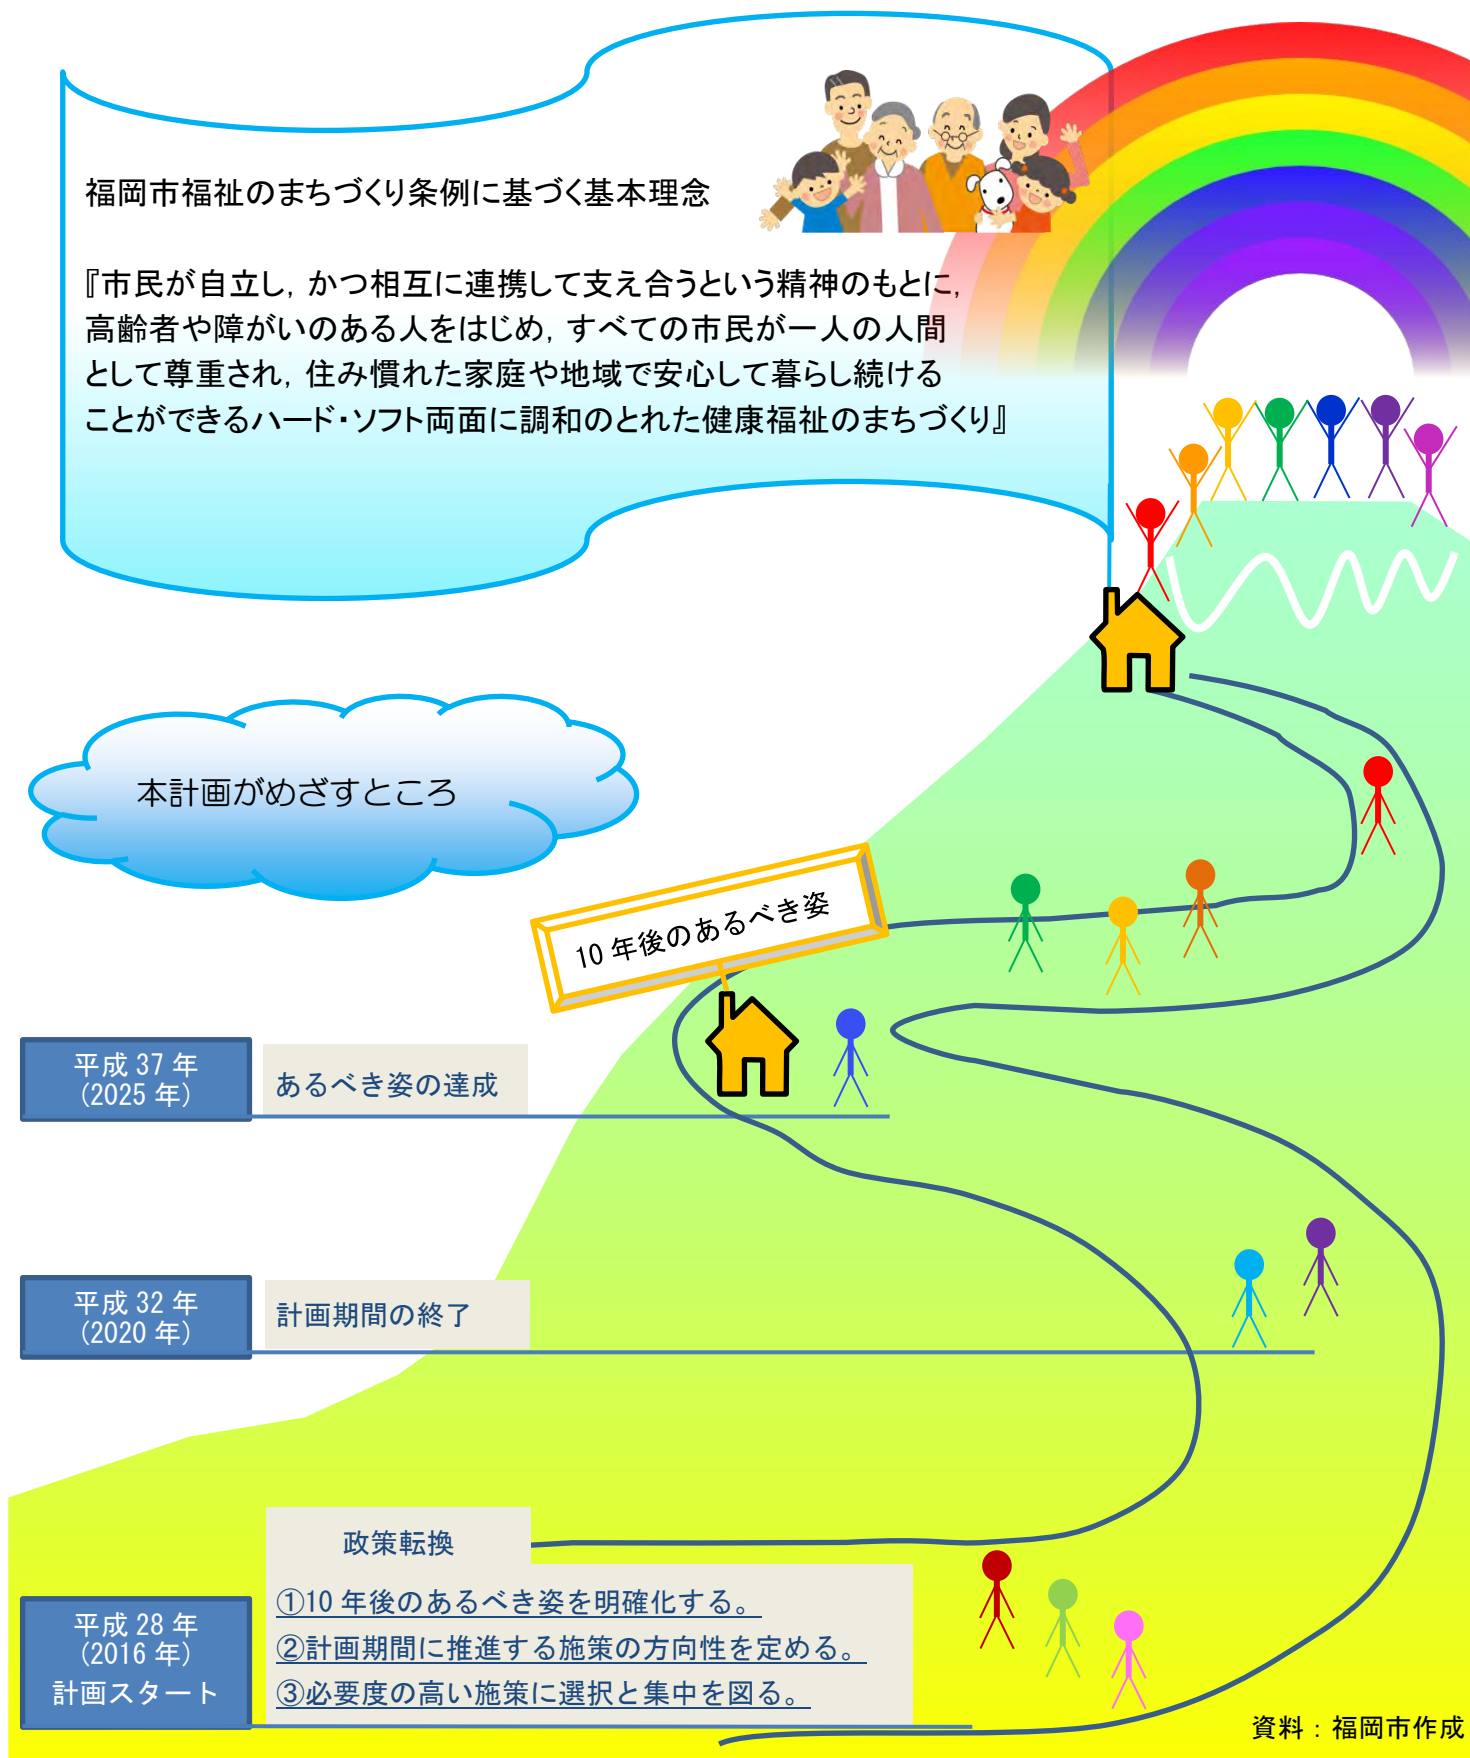 福岡市福祉のまちづくり条例に基づく基本理念
『市民が自立し，かつ相互に連携して支え合うという精神のもとに，
高齢者や障がいのある人をはじめ，すべての市民が一人の人間
として尊重され，住み慣れた家庭や地域で安心して暮らし続ける
ことができるハード・ソフト両面に調和のとれた健康福祉のまちづくり』
本計画がめざすところ
10 年後のあるべき姿
平成 37 年
（2025 年）
あるべき姿の達成
平成 32 年
（2020 年）
計画期間の終了
政策転換
①10 年後のあるべき姿を明確化する。
②計画期間に推進する施策の方向性を定める。
③必要度の高い施策に選択と集中を図る。
平成 28 年
（2016 年）
計画スタート
資料：福岡市作成